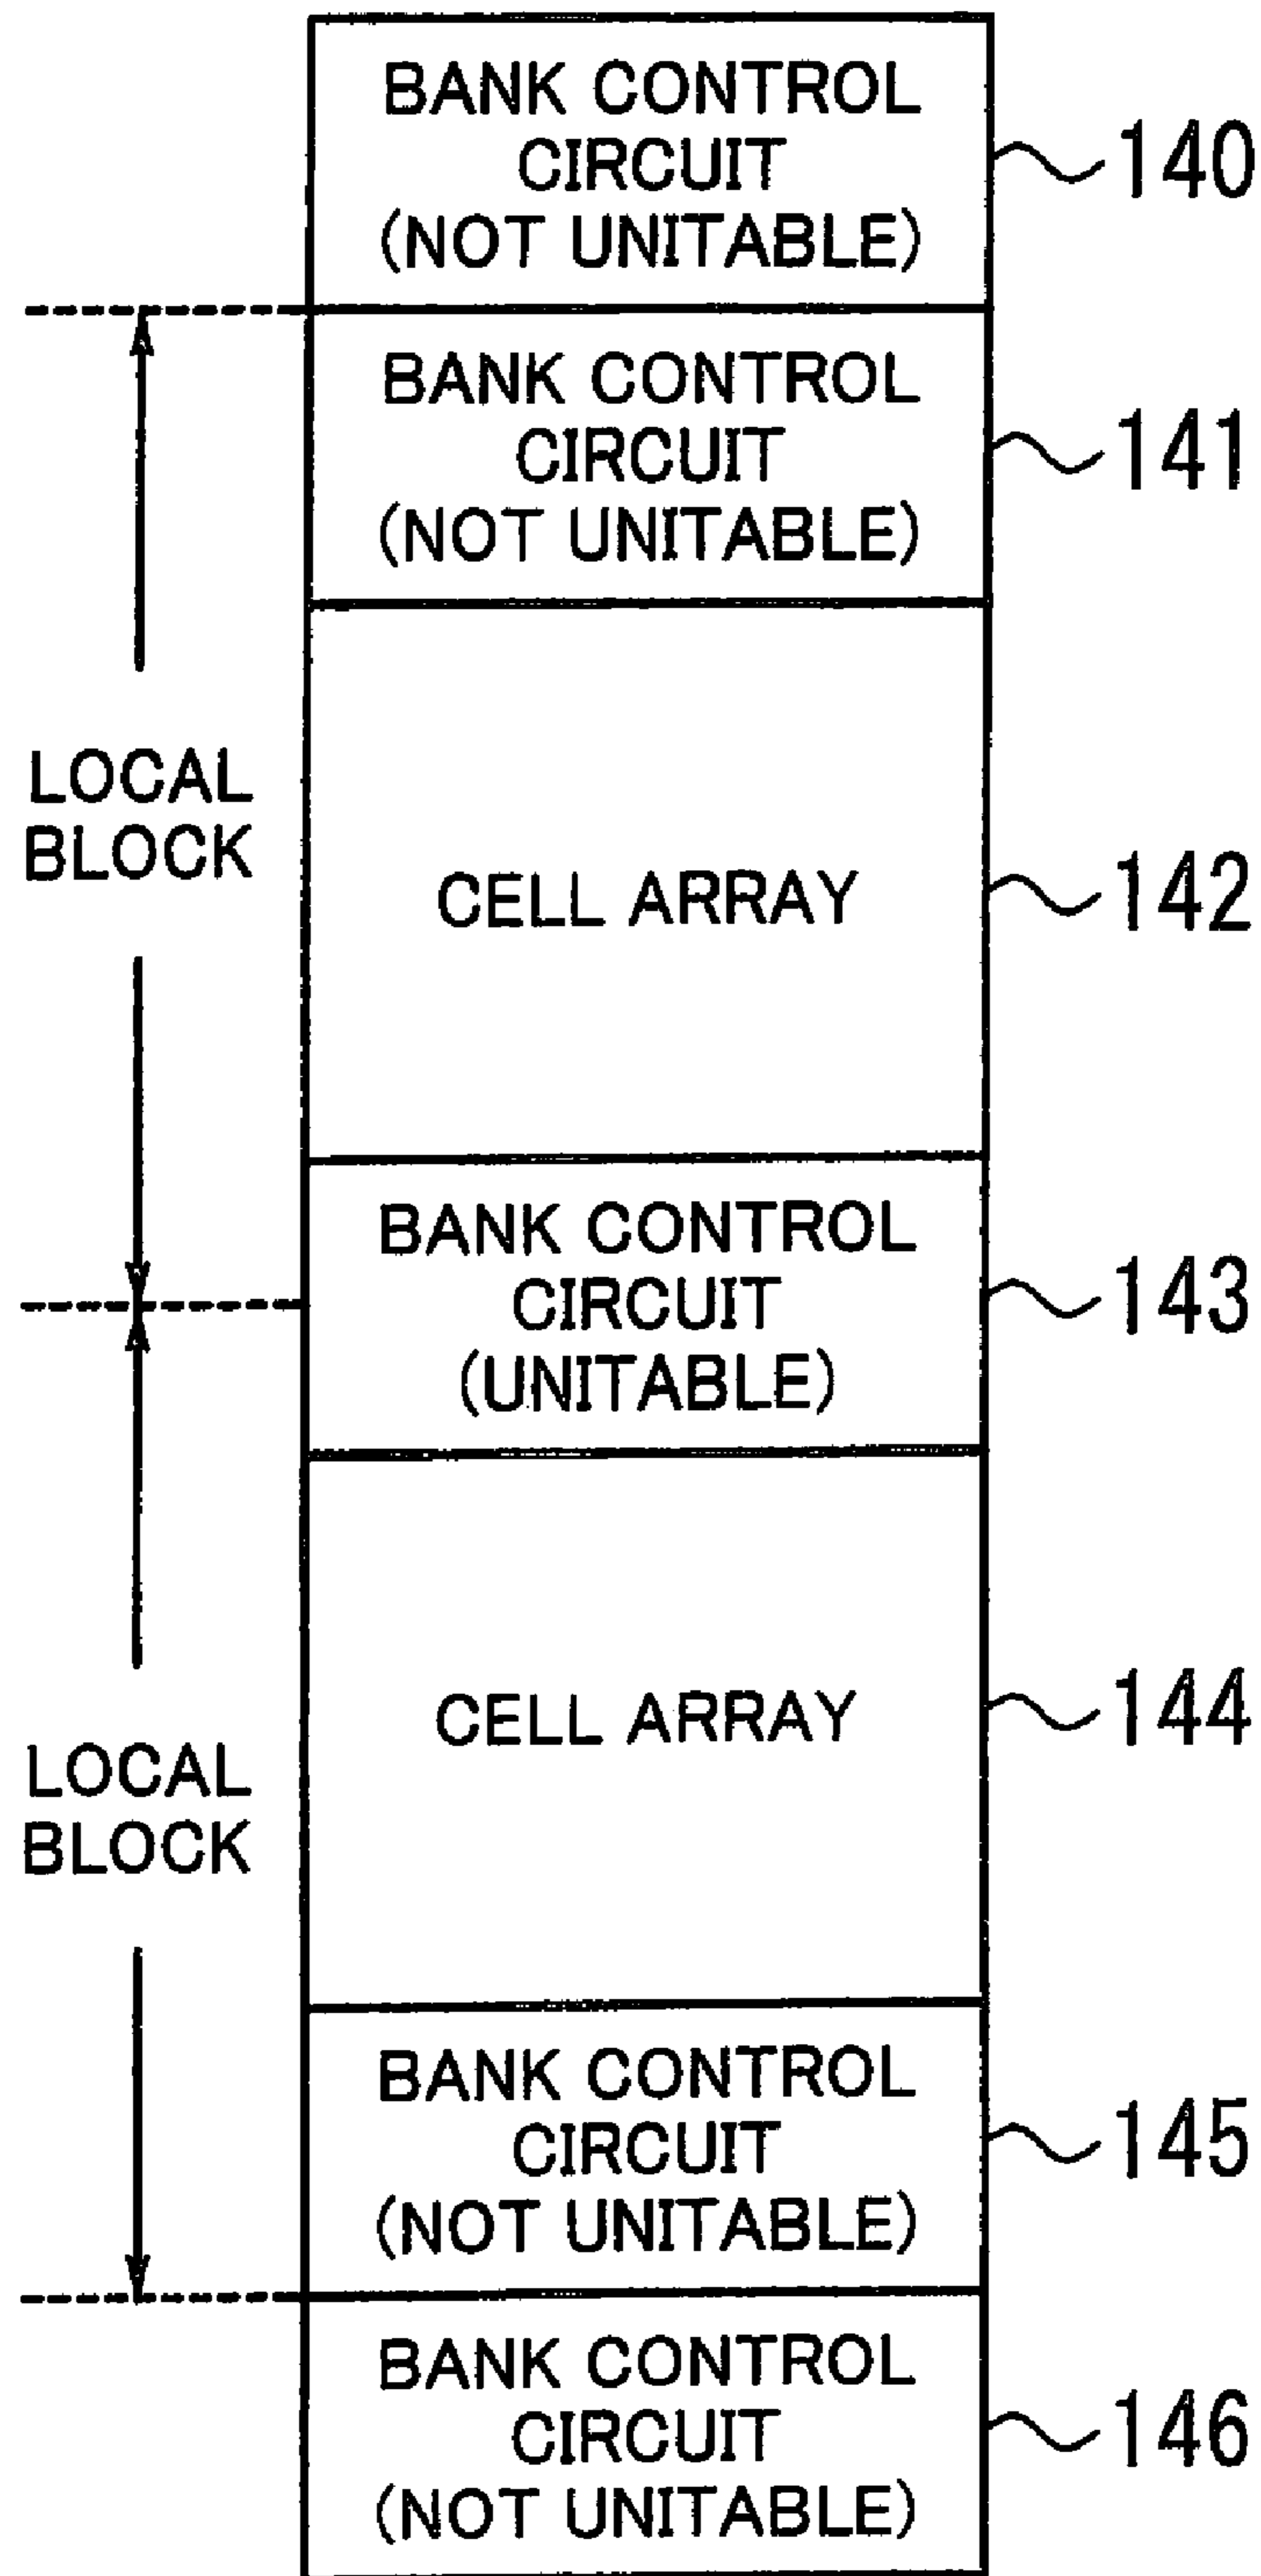 BANK CONTROL
CIRCUIT
(NOT UNITABLE)
140
BANK CONTROL
CIRCUIT
(NOT UNITABLE)
141
LOCAL
BLOCK
CELL ARRAY
142
BANK CONTROL
CIRCUIT
(UNITABLE)
143
CELL ARRAY
144
LOCAL
BLOCK
BANK CONTROL
CIRCUIT
(NOT UNITABLE)
145
BANK CONTROL
CIRCUIT
(NOT UNITABLE)
146